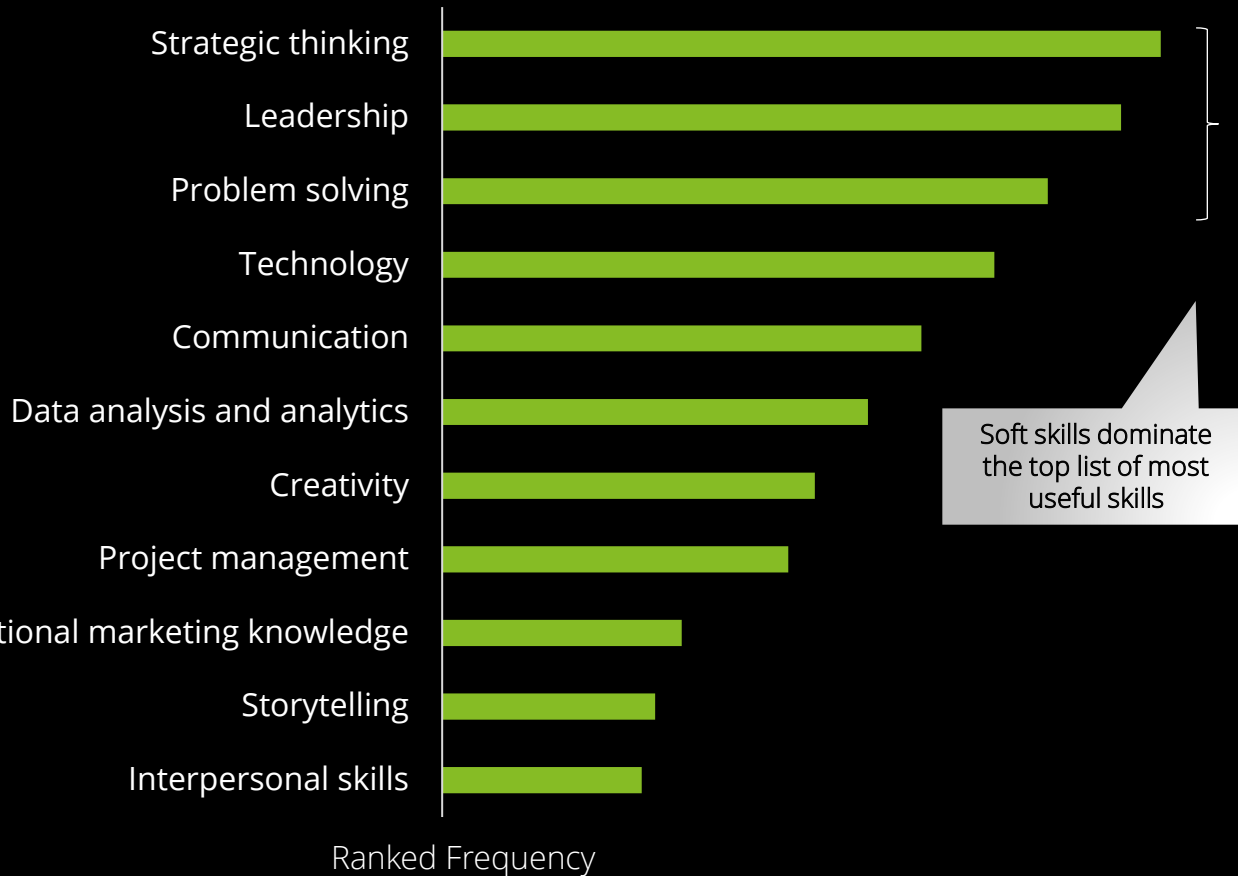 Strategic thinking
Leadership
Problem solving
Technology
Communication
Data analysis and analytics
Creativity
Project management
tional marketing knowledge
Storytelling
Interpersonal skills
Soft skills dominate
the top list of most
useful skills
Ranked Frequency